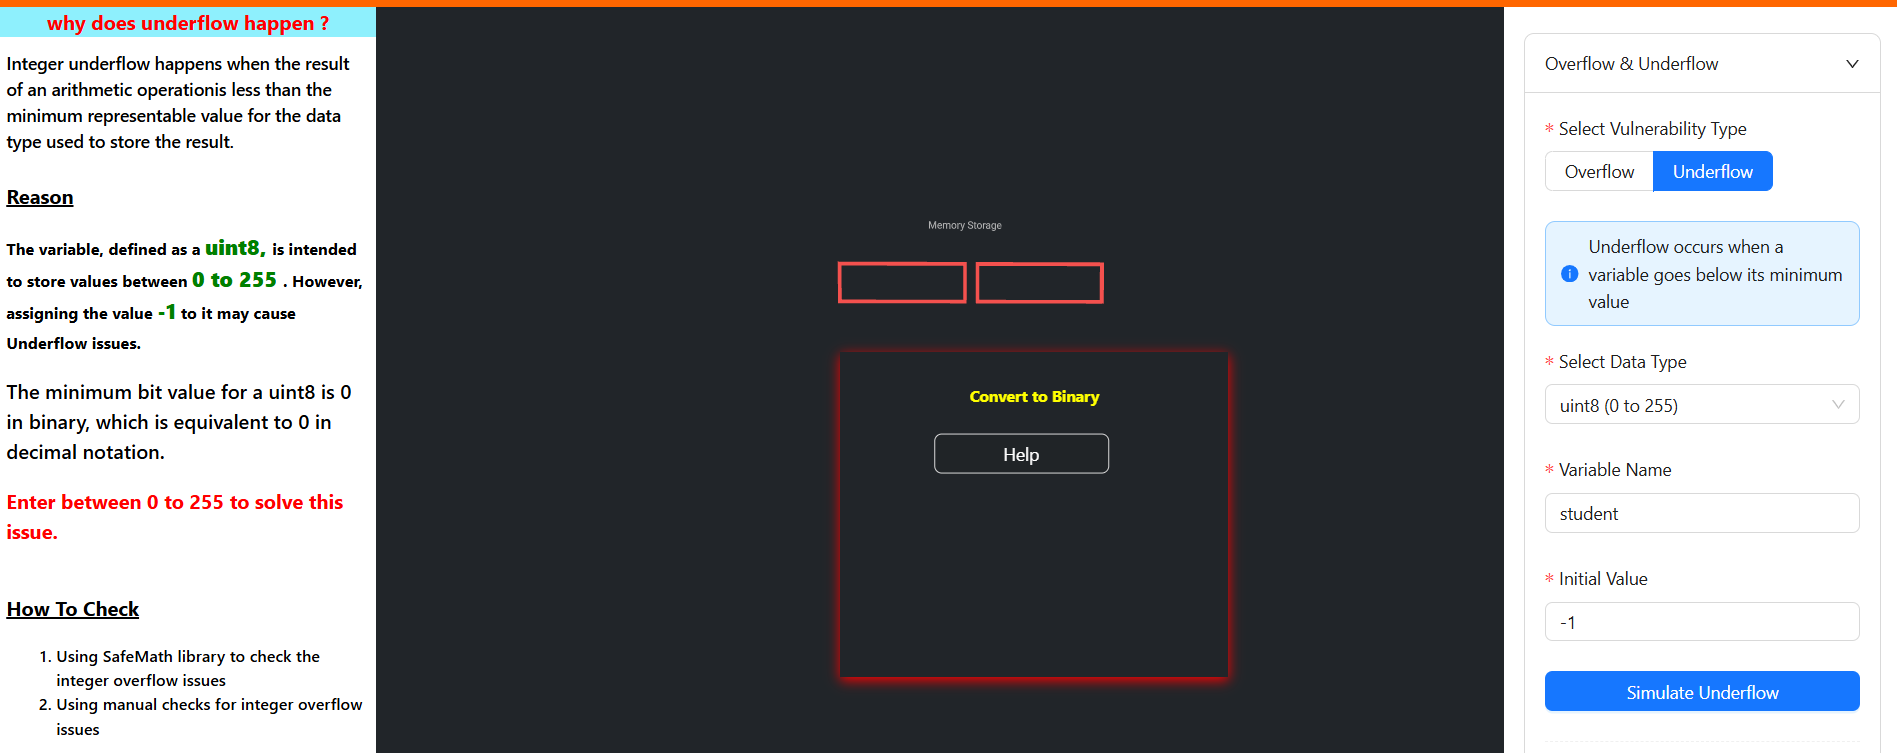 why does underflow happen ?
Integer underflow happens when the result
of an arithmetic operationis less than the
minimum representable value for the data
type used to store the result.
Reason
The variable, defined as a uint8, is intended
to store values between 0 to 255 . However,
assigning the value -1 to it may cause
Underflow issues.
The minimum bit value for a uint8 is 0
in binary, which is equivalent to 0 in
decimal notation.
Enter between 0 to 255 to solve this
issue.
How To Check
1. Using SafeMath library to check the
integer overflow issues
2. Using manual checks for integer overflow
issues
Memory Storage
Convert to Binary
Help
Overflow & Underflow
* Select Vulnerability Type
Overflow Underflow
Underflow occurs when a
variable goes below its minimum
value
* Select Data Type
uint8 (0 to 255)
* Variable Name
student
* Initial Value
-1
Simulate Underflow